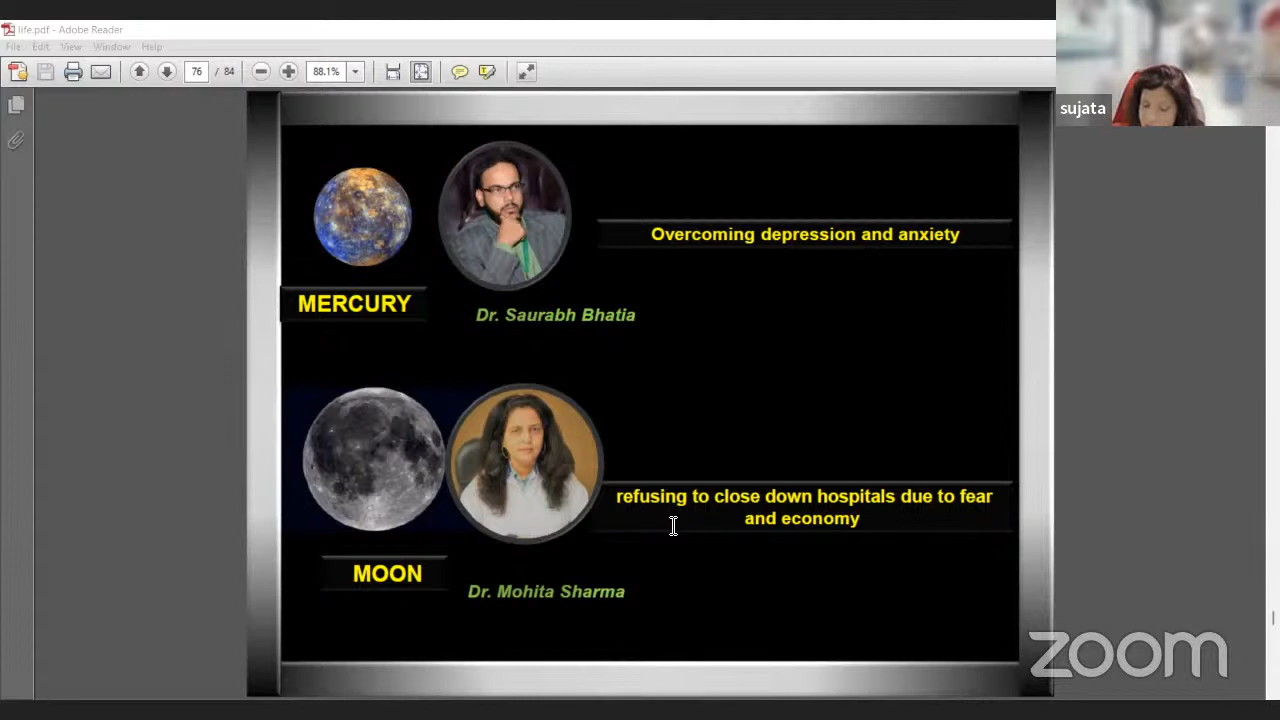 life.pdf - Adobe Reader
File Edit View Window Help
76 / 84 88.1%
sujata
Overcoming depression and anxiety
MERCURY
Dr. Saurabh Bhatia
refusing to close down hospitals due to fear
and economy
MOON
Dr. Mohita Sharma
zoom